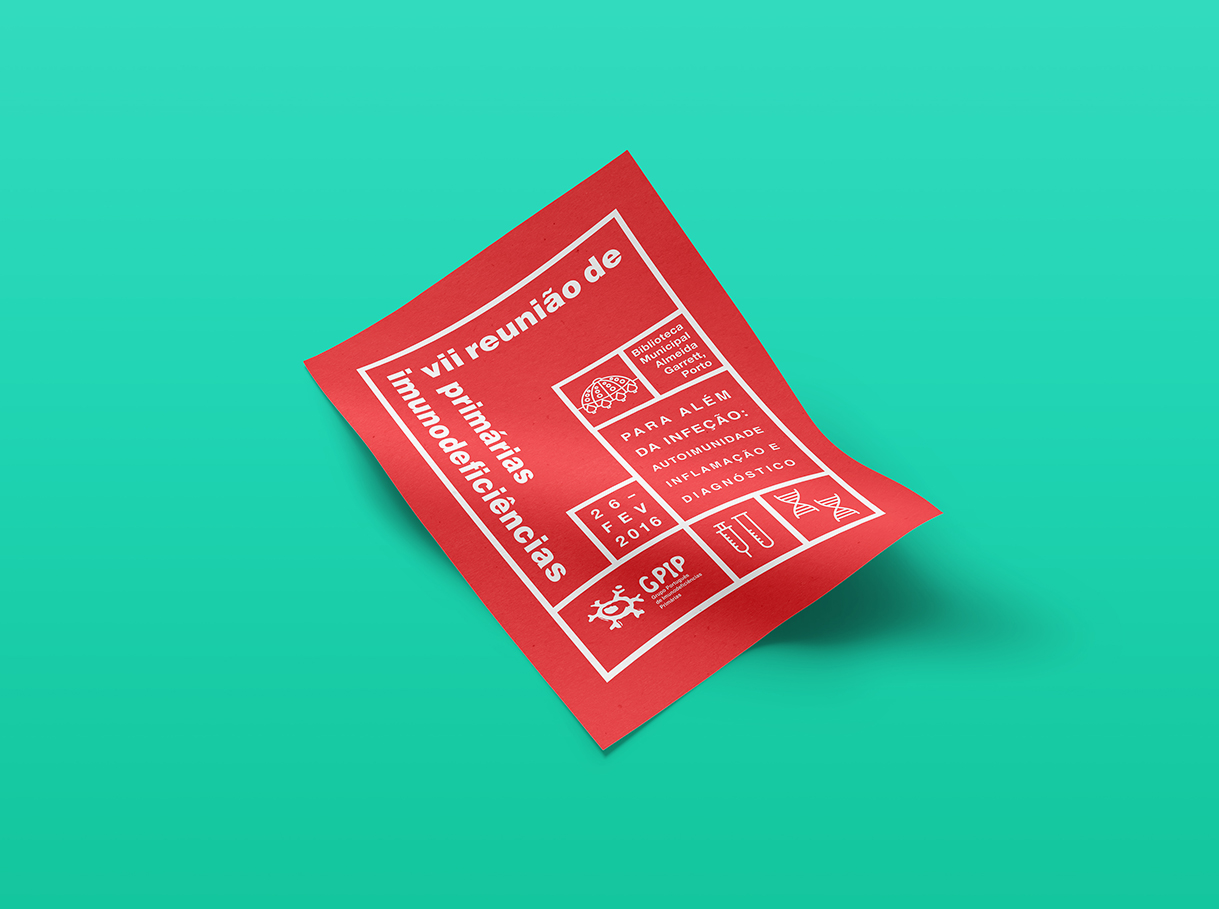 vii reunião de
imunodeficiências
primárias
Biblioteca
Municipal
Almeida
Garrett,
Porto
PARA ALÉM
DA INFEÇÃO:
AUTOIMUNIDADE
INFLAMAÇÃO E
DIAGNÓSTICO
26–
FEV
2016
GPIP
Grupo Português
de Imunodeficiências
Primárias